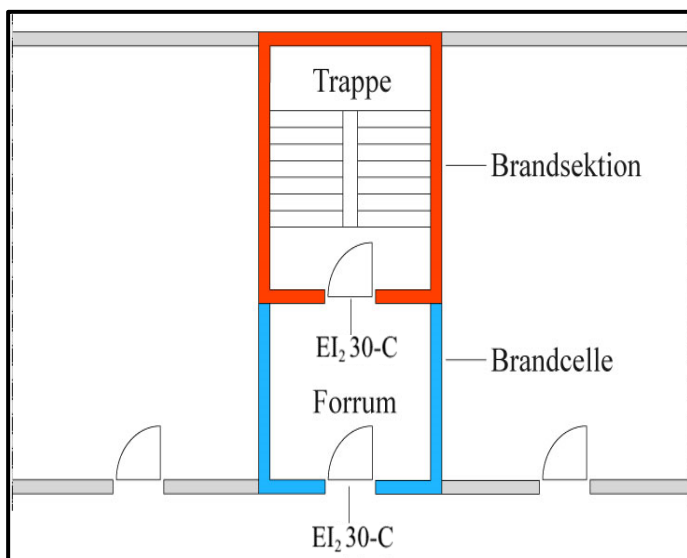 Trappe
Brandsektion
EI₂ 30-C
Brandcelle
Forrum
EI₂ 30-C